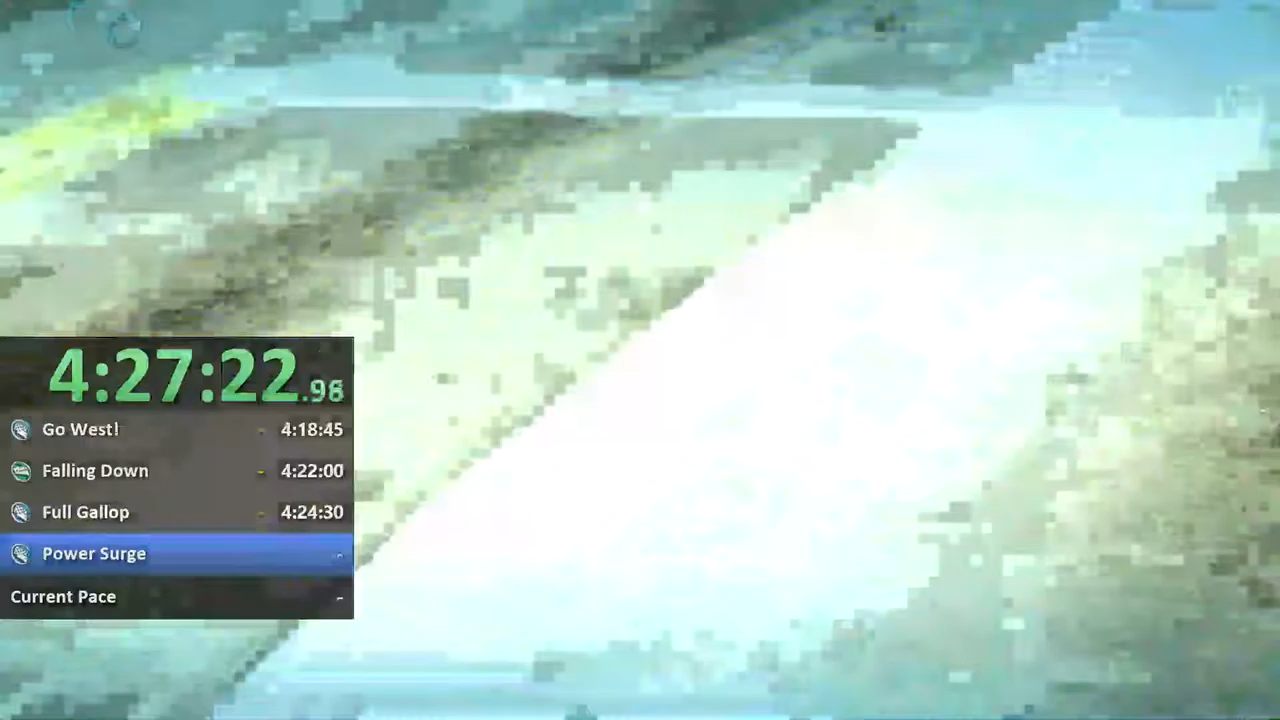 4:27:22.98
Go West! - 4:18:45
Falling Down - 4:22:00
Full Gallop - 4:24:30
Power Surge -
Current Pace -